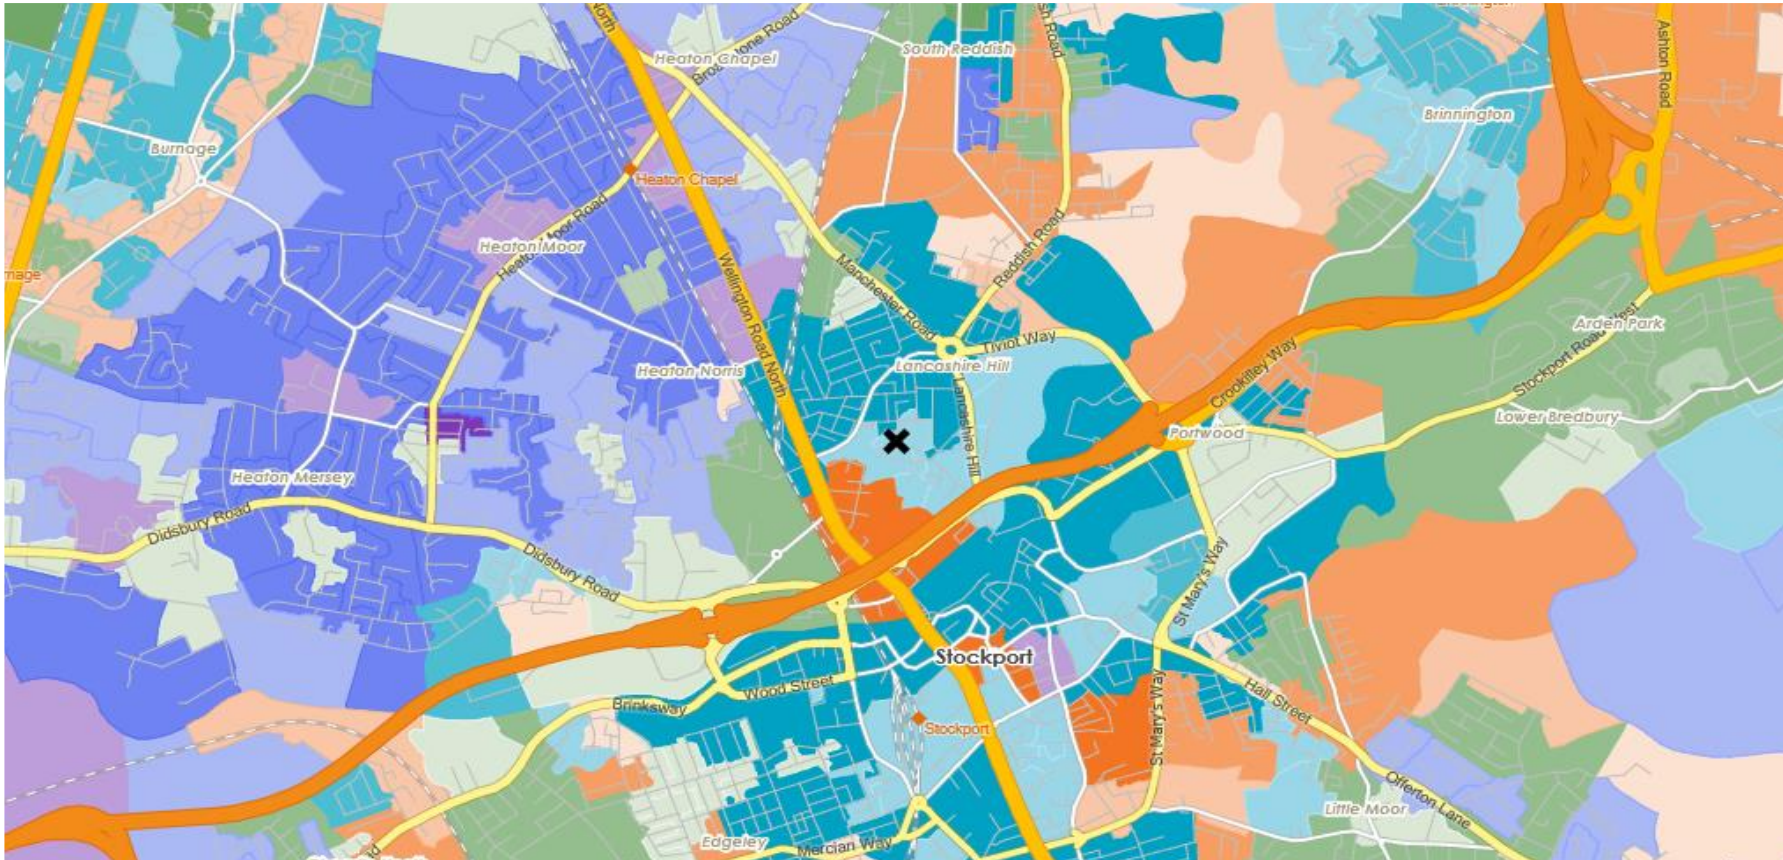 North
Heaton Chapel
South Reddish
Ashton Road
Brinnington
Burnage
Heaton Chapel
Heaton Moor
Heaton Moor Road
Wellington Road North
Manchester Road
Reddish Road
Tiviot Way
Lancashire Hill
Lancashire Hill
Heaton Norris
Crookilley Way
Stockport Road West
Arden Park
Lower Bredbury
Portwood
Heaton Mersey
Didsbury Road
Didsbury Road
St Mary's Way
Stockport
Wood Street
Brinksway
Stockport
Hall Street
St Mary's Way
Offerton Lane
Little Moor
Edgeley
Mercian Way